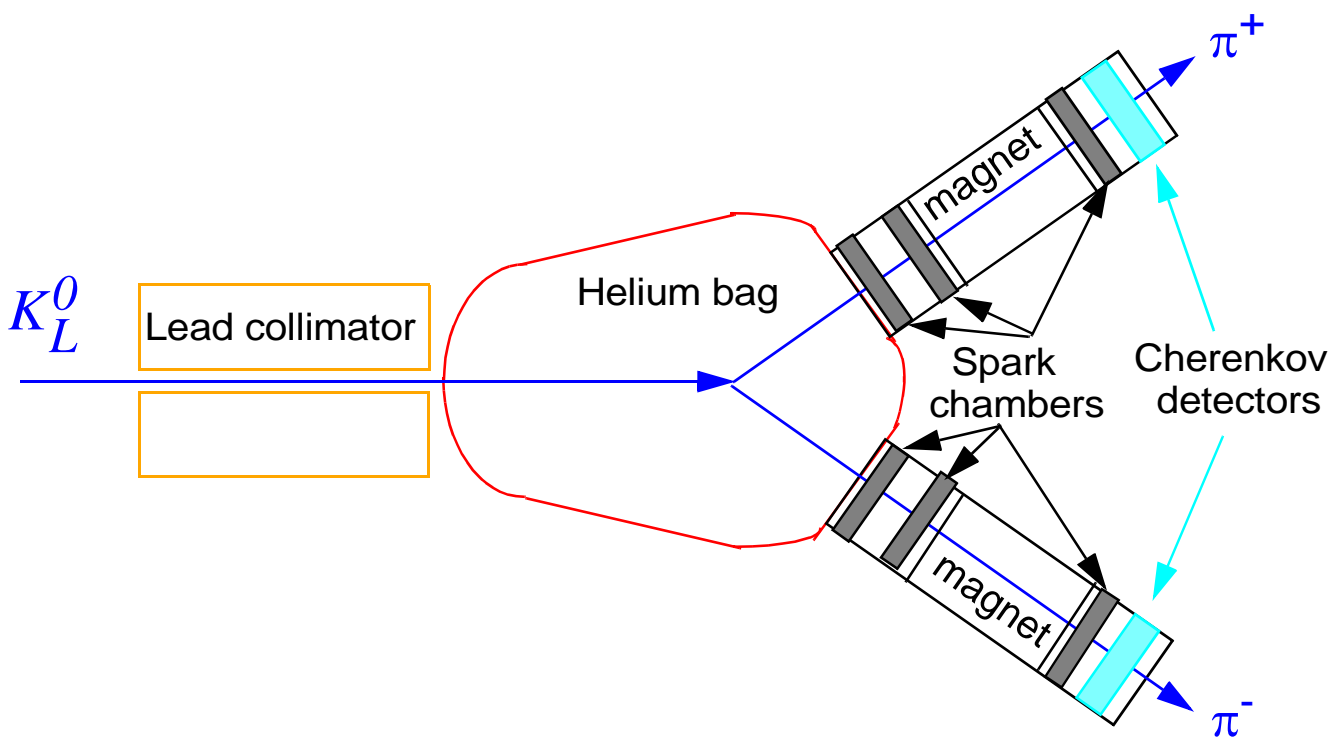 π+
magnet
K0L
Lead collimator
Helium bag
Spark
chambers
Cherenkov
detectors
magnet
π-